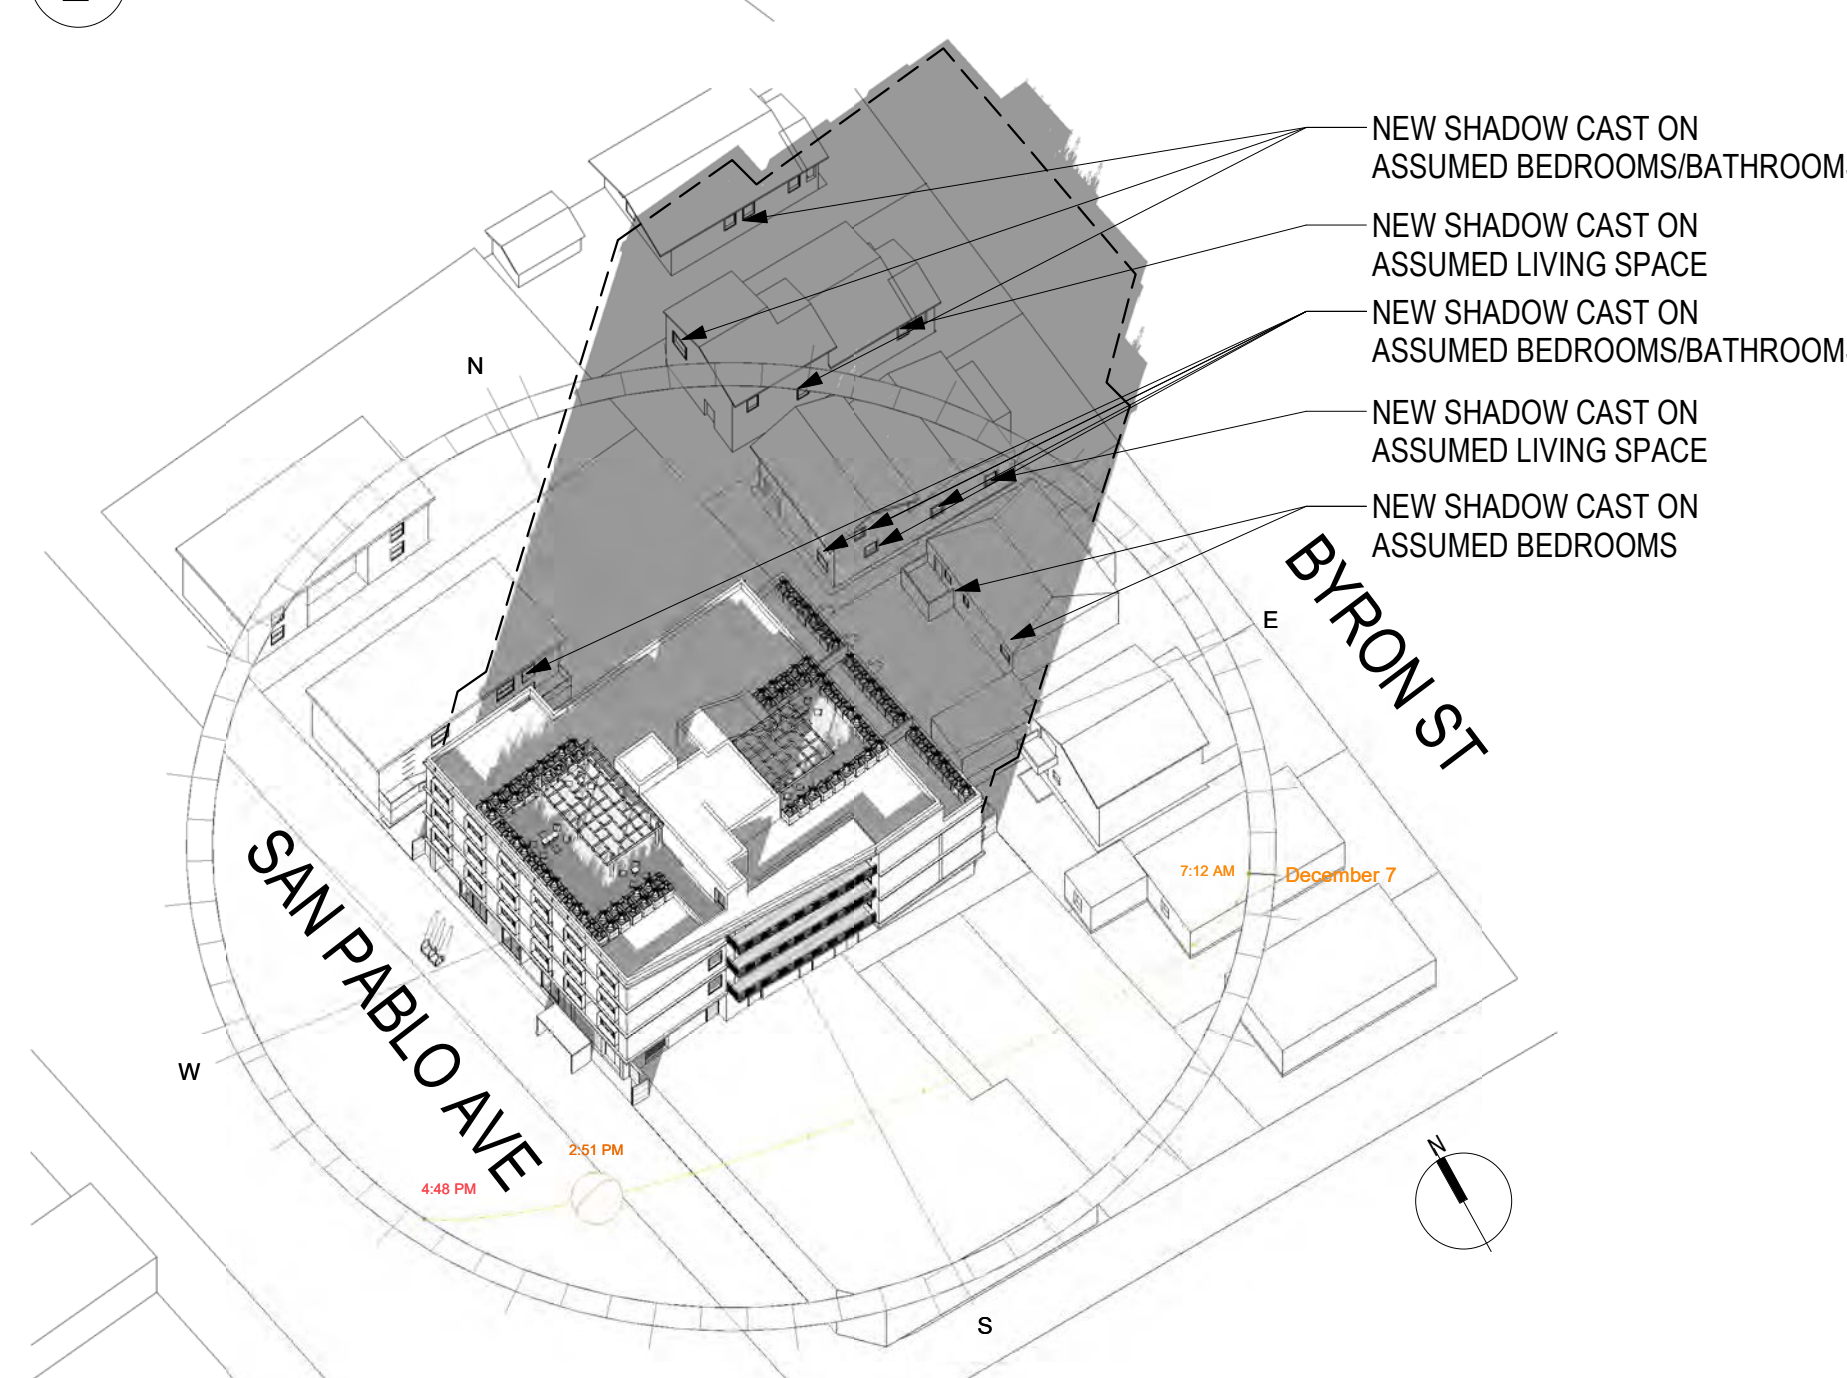 NEW SHADOW CAST ON
ASSUMED BEDROOMS/BATHROOM
NEW SHADOW CAST ON
ASSUMED LIVING SPACE
NEW SHADOW CAST ON
ASSUMED BEDROOMS/BATHROOM
NEW SHADOW CAST ON
ASSUMED LIVING SPACE
NEW SHADOW CAST ON
ASSUMED BEDROOMS
N
E
BYRON ST
7:12 AM
December 7
SAN PABLO AVE
W
2:51 PM
4:48 PM
N
S